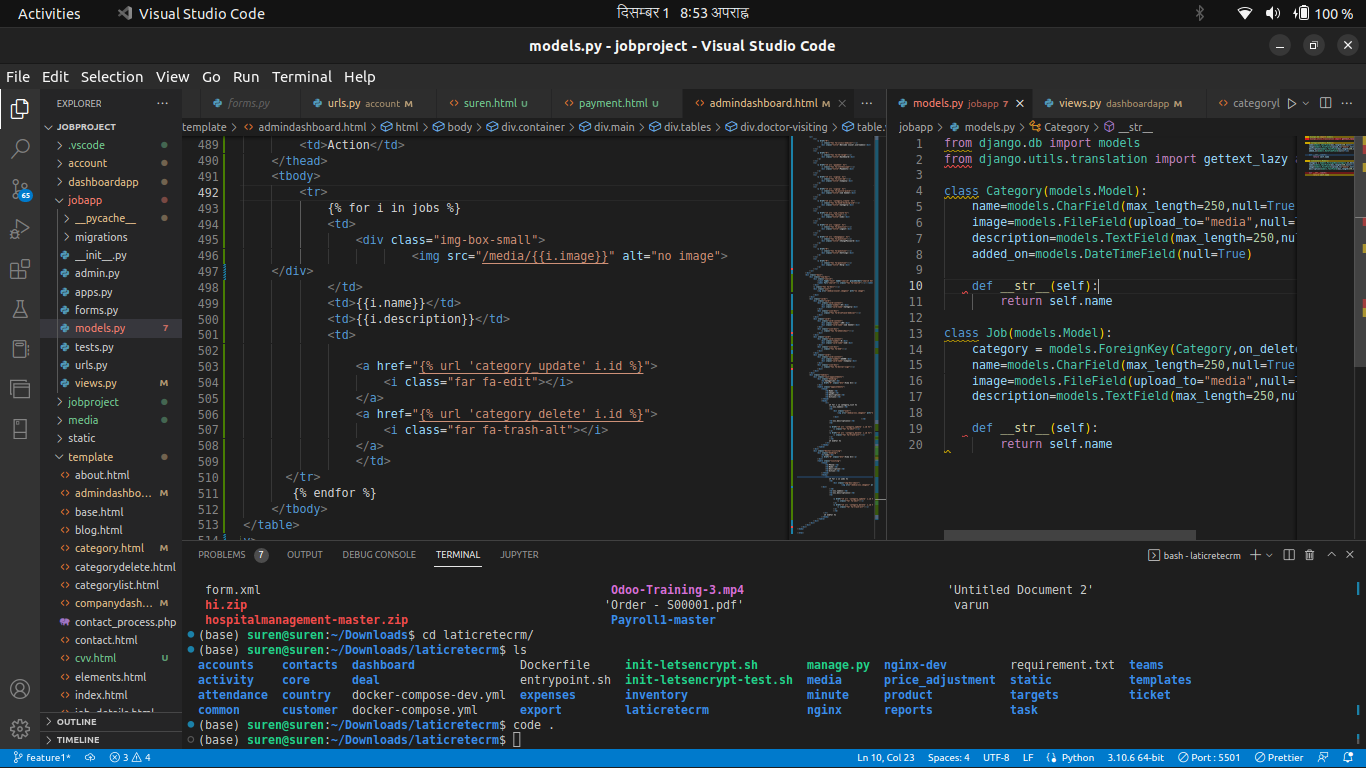 Activities
Visual Studio Code
दिसम्बर 1 8:53 अपराह्न
100 %
models.py - jobproject - Visual Studio Code
File Edit Selection View Go Run Terminal Help
EXPLORER
JOBPROJECT
.vscode
account
dashboardapp
jobapp
__pycache__
migrations
__init__.py
admin.py
apps.py
forms.py
models.py 7
tests.py
urls.py
views.py M
jobproject
media
static
template
about.html
admindashbo... M
base.html
blog.html
category.html M
categorydelete.html
categorylist.html
companydash... M
contact_process.php
contact.html
cvv.html U
elements.html
index.html
OUTLINE
TIMELINE
65
forms.py
urls.py account M
suren.html U
payment.html U
admindashboard.html M
template > admindashboard.html > html > body > div.container > div.main > div.tables > div.doctor-visiting > table.
489 <td>Action</td>
490 </thead>
491 <tbody>
492 <tr>
493 {% for i in jobs %}
494 <td>
495 <div class="img-box-small">
496 <img src="/media/{{i.image}}" alt="no image">
497 </div>
498 </td>
499 <td>{{i.name}}</td>
500 <td>{{i.description}}</td>
501 <td>
502
503 <a href="{% url 'category_update' i.id %}">
504 <i class="far fa-edit"></i>
505 </a>
506 <a href="{% url 'category_delete' i.id %}">
507 <i class="far fa-trash-alt"></i>
508 </a>
509 </td>
510 </tr>
511 {% endfor %}
512 </tbody>
513 </table>
514
models.py jobapp 7
views.py dashboardapp M
categoryl
jobapp > models.py > Category > __str__
1 from django.db import models
2 from django.utils.translation import gettext_lazy a
3
4 class Category(models.Model):
5 name=models.CharField(max_length=250,null=True
6 image=models.FileField(upload_to="media",null=
7 description=models.TextField(max_length=250,nu
8 added_on=models.DateTimeField(null=True)
9
10 def __str__(self):
11 return self.name
12
13 class Job(models.Model):
14 category = models.ForeignKey(Category,on_delete
15 name=models.CharField(max_length=250,null=True
16 image=models.FileField(upload_to="media",null=
17 description=models.TextField(max_length=250,nu
18
19 def __str__(self):
20 return self.name
PROBLEMS 7 OUTPUT DEBUG CONSOLE TERMINAL JUPYTER
bash - laticretecrm
form.xml Odoo-Training-3.mp4 'Untitled Document 2'
hi.zip 'Order - S00001.pdf' varun
hospitalmanagement-master.zip Payroll1-master
(base) suren@suren:~/Downloads$ cd laticretecrm/
(base) suren@suren:~/Downloads/laticretecrm$ ls
accounts contacts dashboard Dockerfile init-letsencrypt.sh manage.py nginx-dev requirement.txt teams
activity core deal entrypoint.sh init-letsencrypt-test.sh media price_adjustment static templates
attendance country docker-compose-dev.yml expenses inventory minute product targets ticket
common customer docker-compose.yml export laticretecrm nginx reports task
(base) suren@suren:~/Downloads/laticretecrm$ code .
(base) suren@suren:~/Downloads/laticretecrm$
feature1* 3 4
Ln 10, Col 23 Spaces: 4 UTF-8 LF Python 3.10.6 64-bit Port : 5501 Prettier